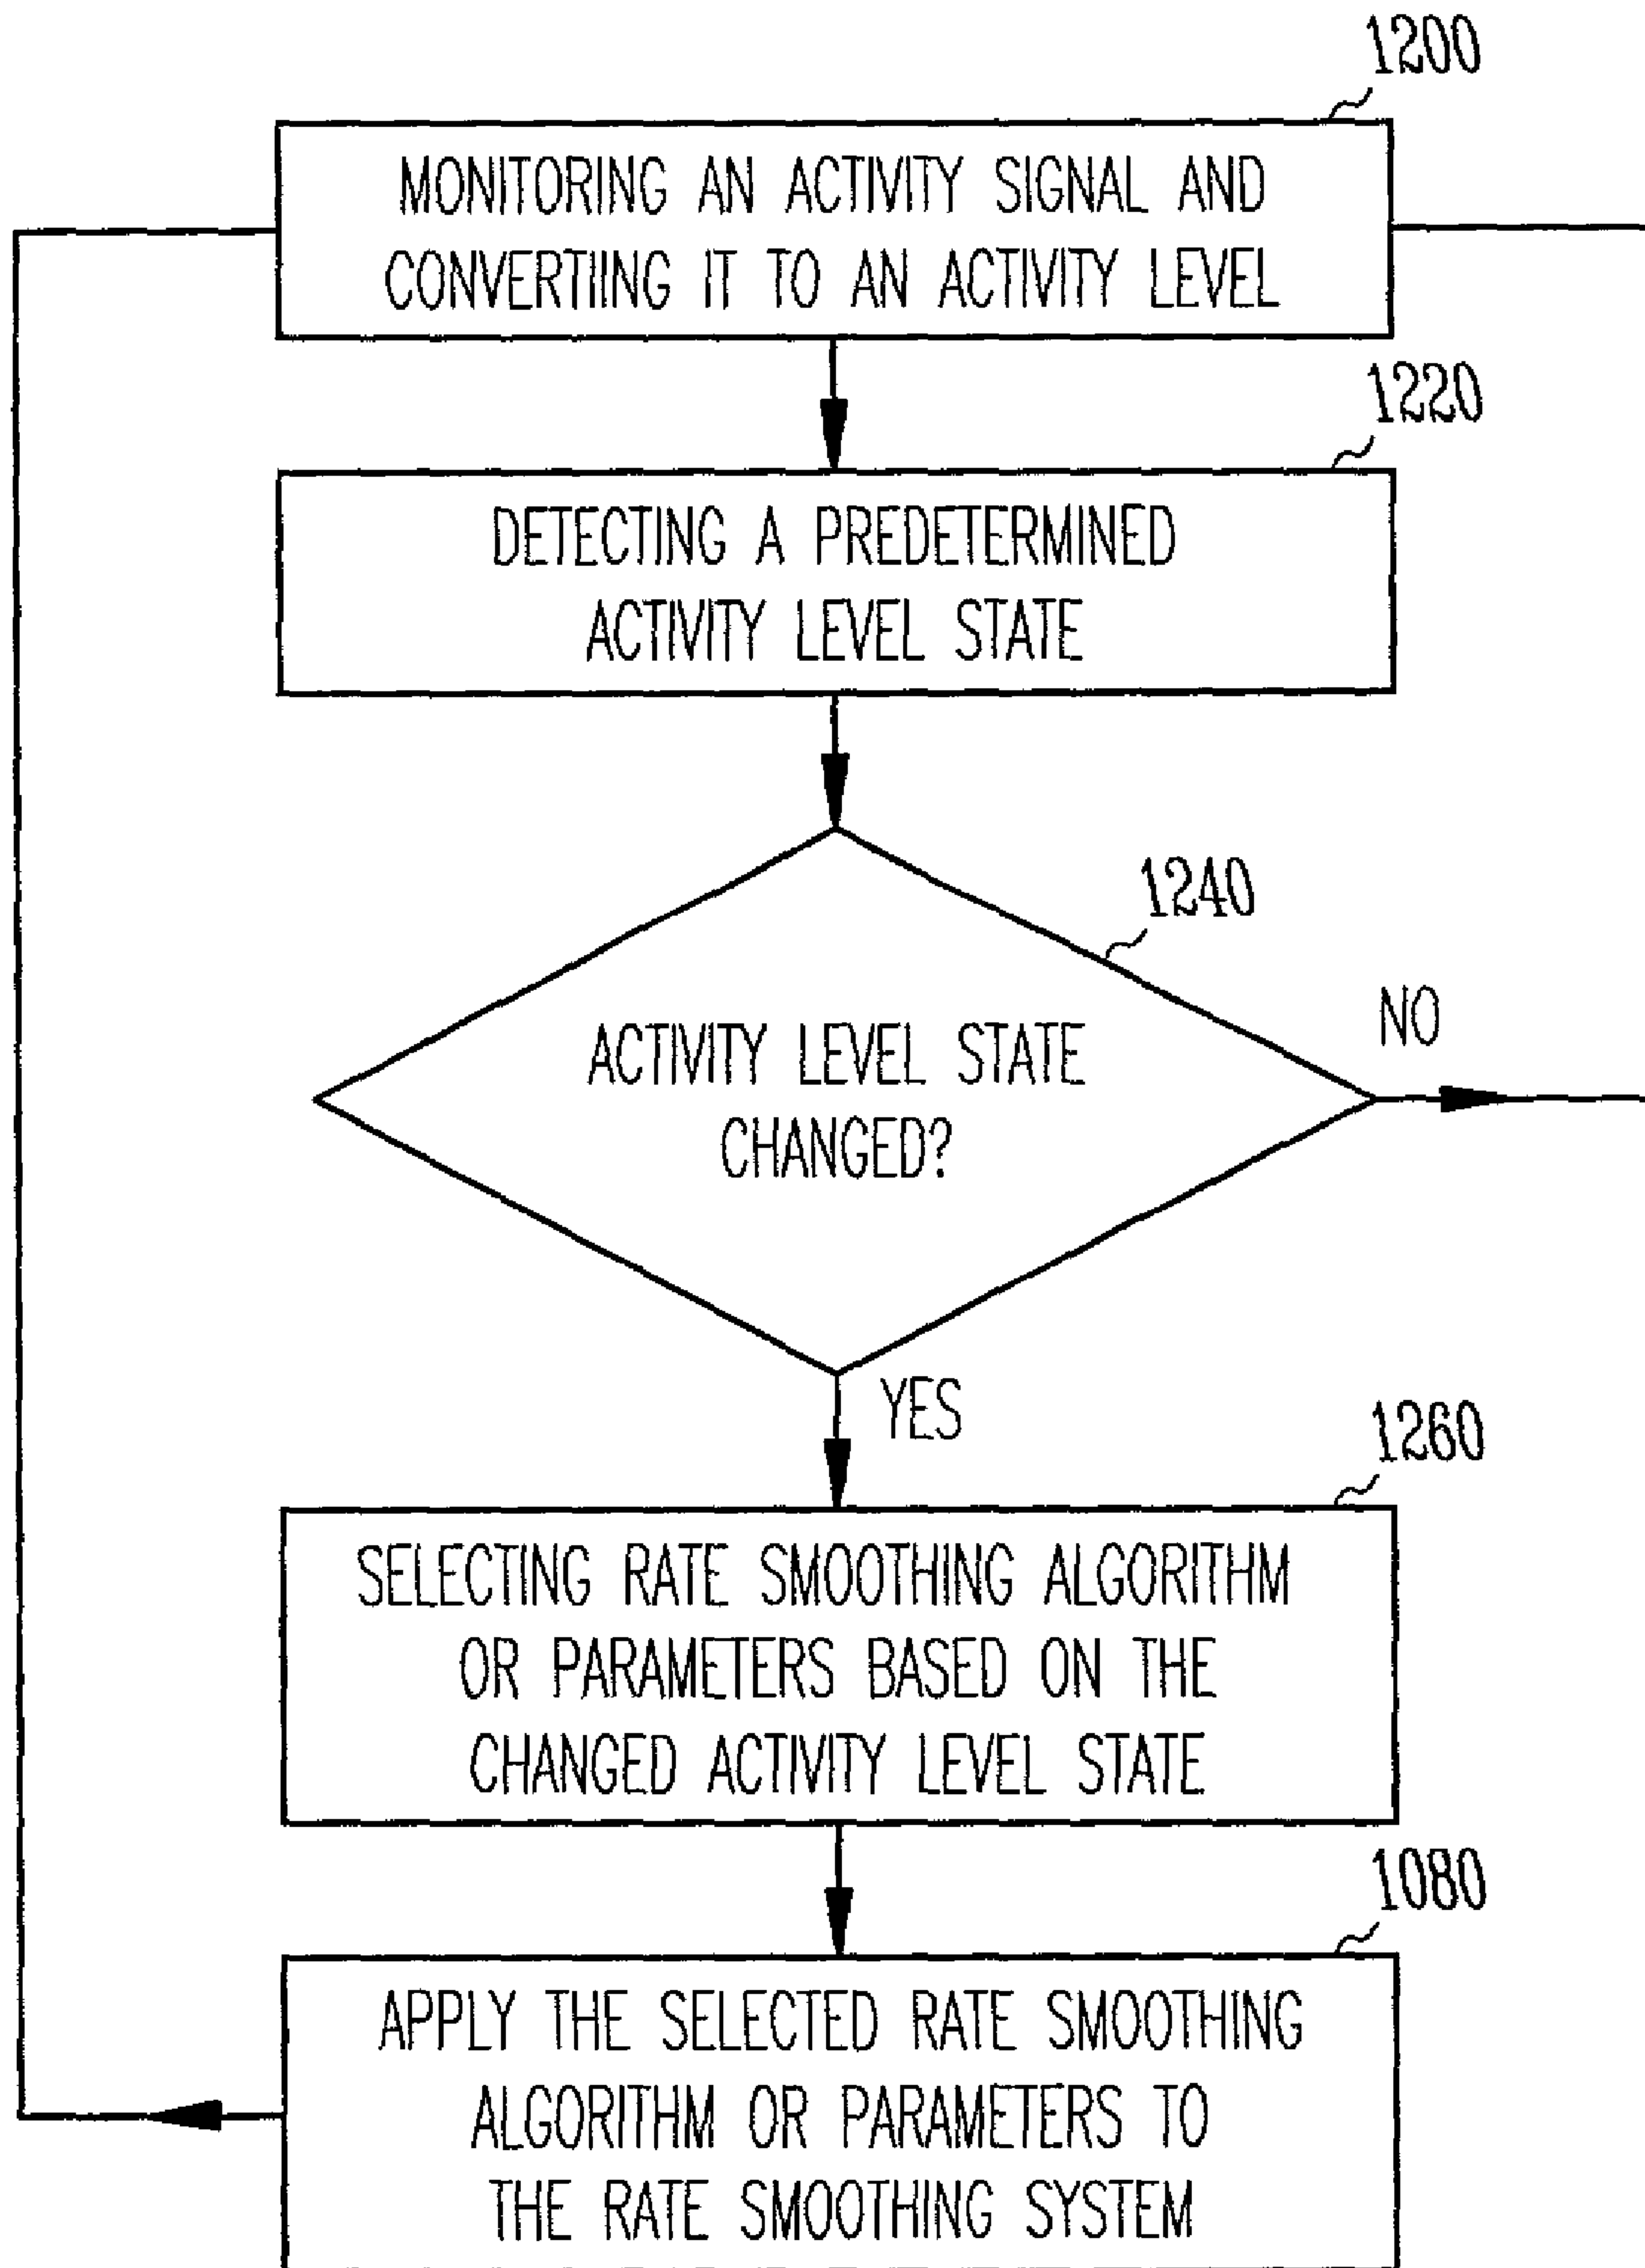 1200
MONITORING AN ACTIVITY SIGNAL AND
CONVERTIING IT TO AN ACTIVITY LEVEL
1220
DETECTING A PREDETERMINED
ACTIVITY LEVEL STATE
1240
ACTIVITY LEVEL STATE
CHANGED?
NO
YES
1260
SELECTING RATE SMOOTHING ALGORITHM
OR PARAMETERS BASED ON THE
CHANGED ACTIVITY LEVEL STATE
1080
APPLY THE SELECTED RATE SMOOTHING
ALGORITHM OR PARAMETERS TO
THE RATE SMOOTHING SYSTEM